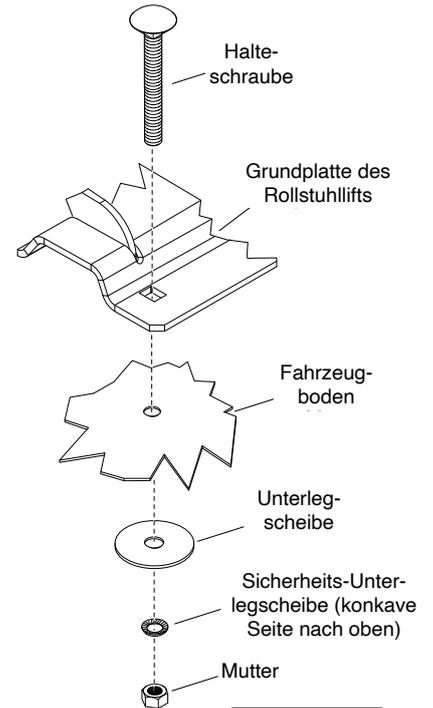 Halte-
schraube
Grundplatte des
Rollstuhllifts
Fahrzeug-
boden
Unterleg-
scheibe
Sicherheits-Unter-
legscheibe (konkave
Seite nach oben)
Mutter